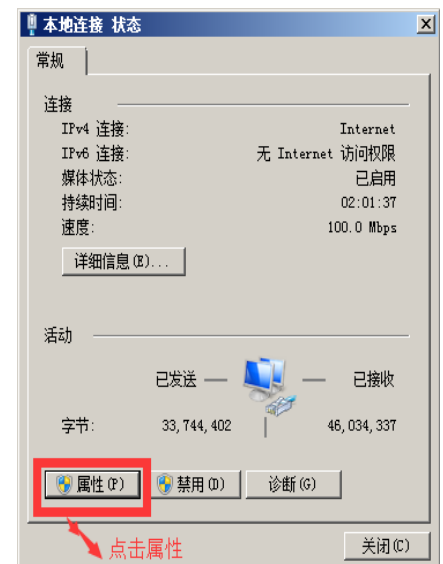 本地连接 状态
常规
连接
IPv4 连接: Internet
IPv6 连接: 无 Internet 访问权限
媒体状态: 已启用
持续时间: 02:01:37
速度: 100.0 Mbps
详细信息(E)...
活动
已发送 — — 已接收
字节: 33,744,402 | 46,034,337
属性(P) 禁用(D) 诊断(G)
点击属性 关闭(C)